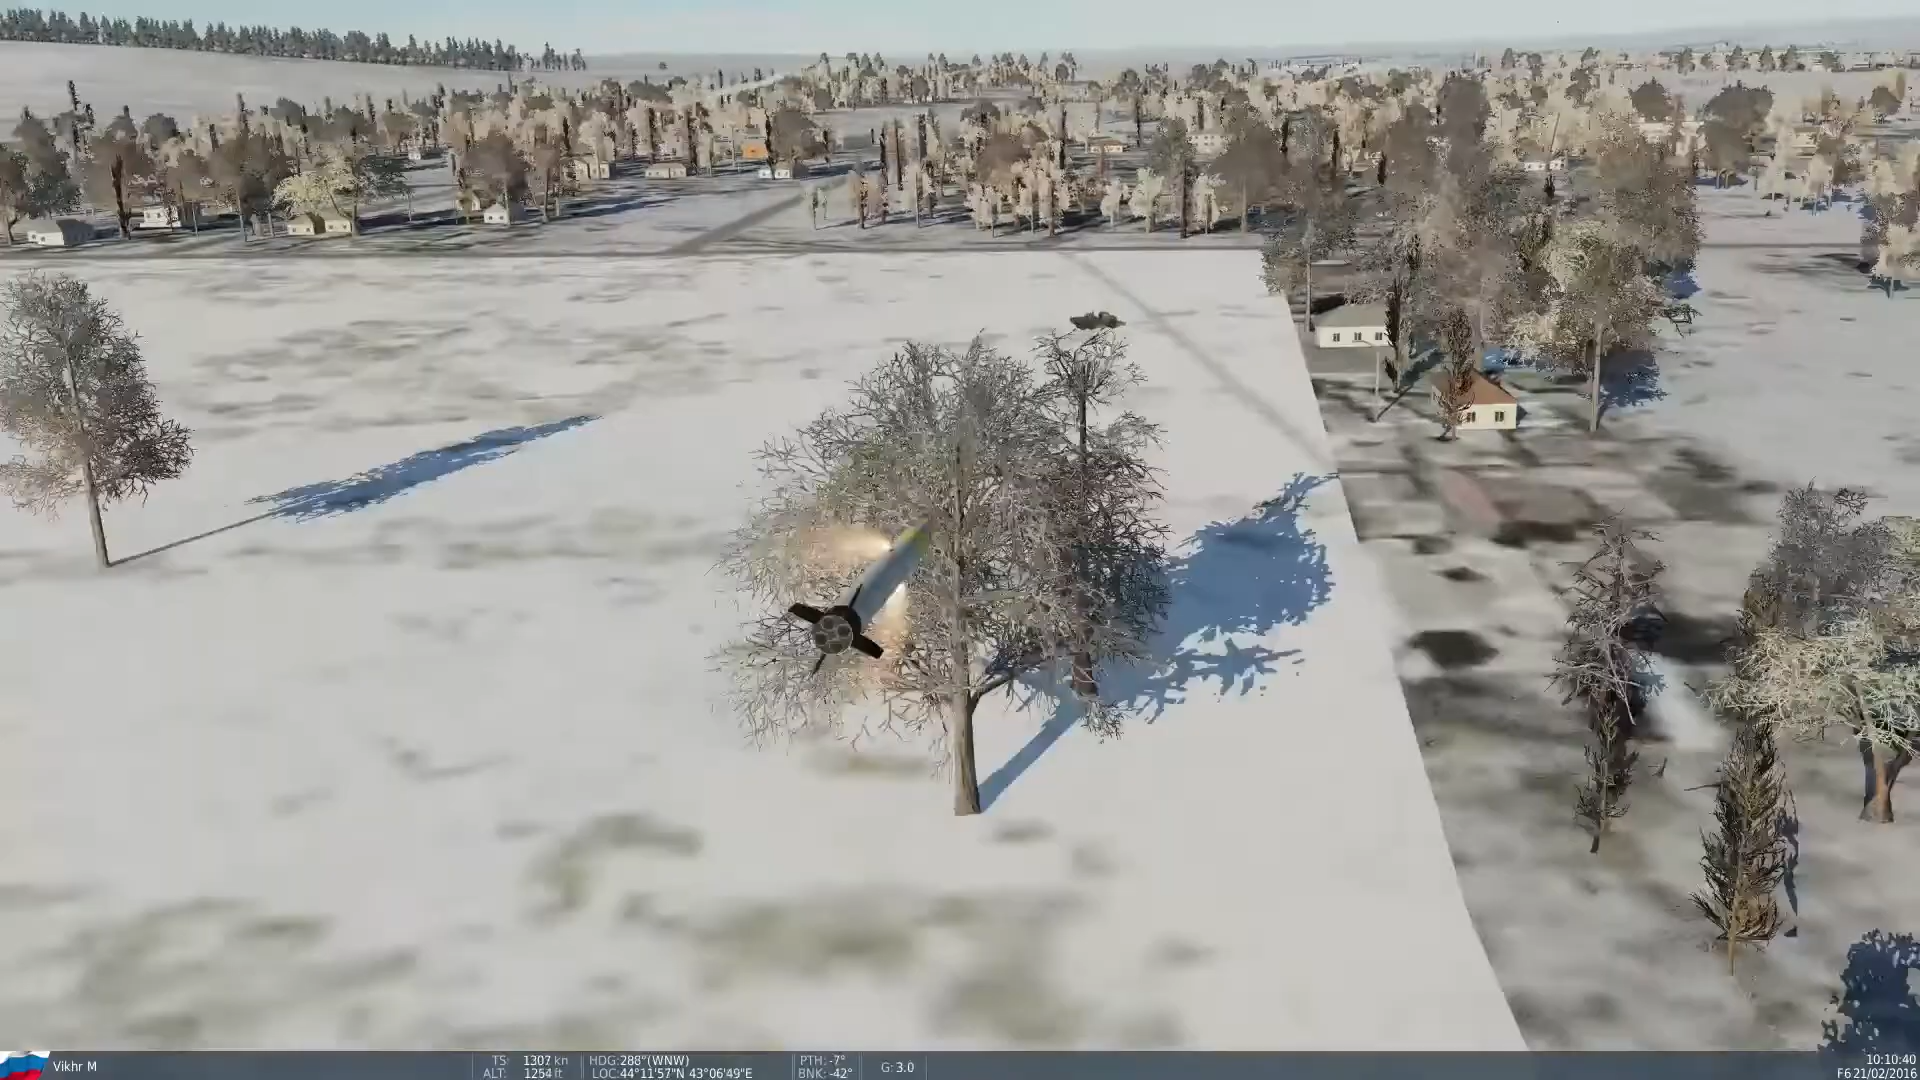 Vikhr M
TS: 1307 kn
ALT: 1254 ft
HDG:288°(WNW)
LOC:44°11'57"N 43°06'49"E
PTH: -7°
BNK: -42°
G: 3.0
10:10:40
F6 21/02/2016